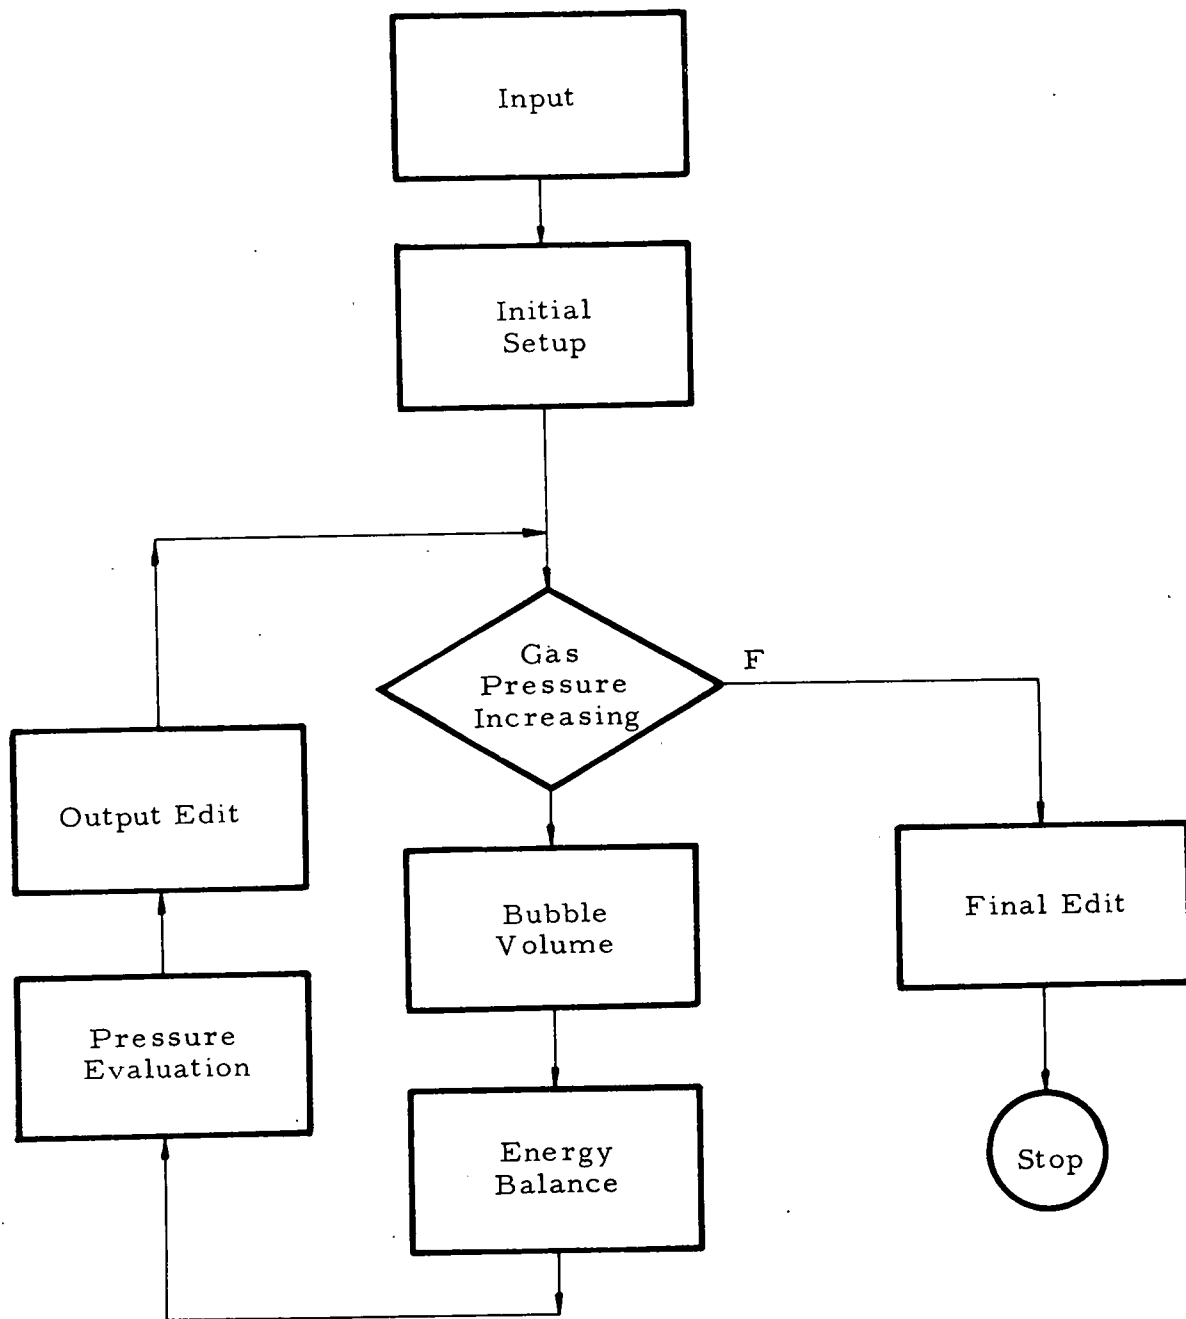 Input
Initial
Setup
Gas
Pressure
Increasing
F
Output Edit
Bubble
Volume
Final Edit
Pressure
Evaluation
Energy
Balance
Stop